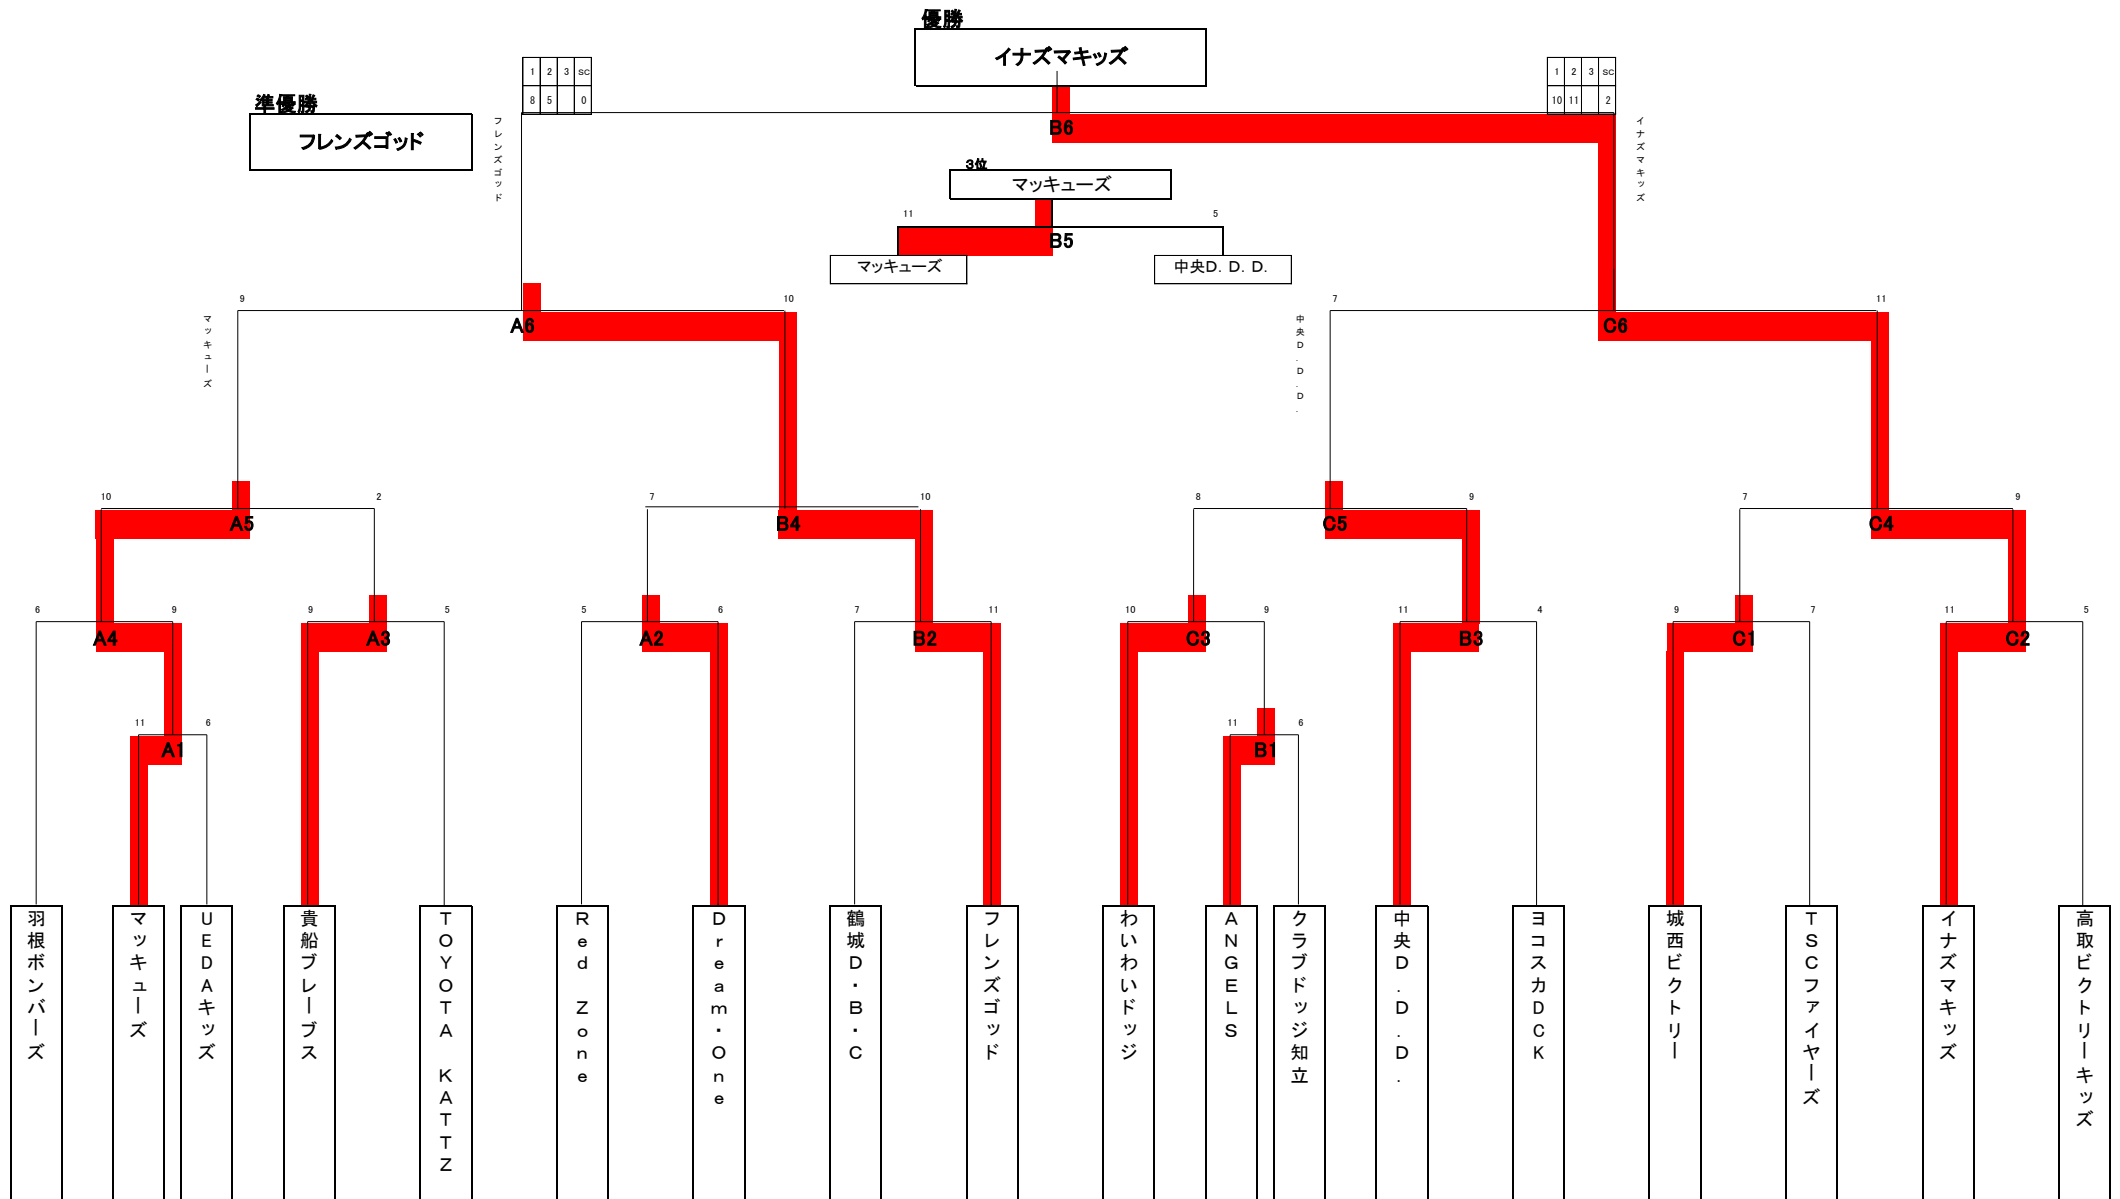 優勝
イナズマキッズ
1 2 3 SC
8 5 0
1 2 3 SC
10 11 2
準優勝
フレンズゴッド
フレンズゴッド
B6
イナズマキッズ
3位
マッキューズ
11 5
B5
マッキューズ
中央D．D．D．
9 10
A6
マッキューズ
7 11
C6
中央D．D．D．
10 2
A5
7 10
B4
8 9
C5
7 9
C4
6 9
A4
9 5
A3
5 6
A2
7 11
B2
10 9
C3
11 4
B3
9 7
C1
11 5
C2
11 6
A1
11 6
B1
羽根ボンバーズ
マッキューズ
UEDAキッズ
貴船ブレーブス
TOYOTA KATTZ
Red Zone
Dream・One
鶴城D・B・C
フレンズゴッド
わいわいドッジ
ANGELS
クラブドッジ知立
中央D．D．D．
ヨコスカDCK
城西ビクトリー
TSCファイヤーズ
イナズマキッズ
高取ビクトリーキッズ